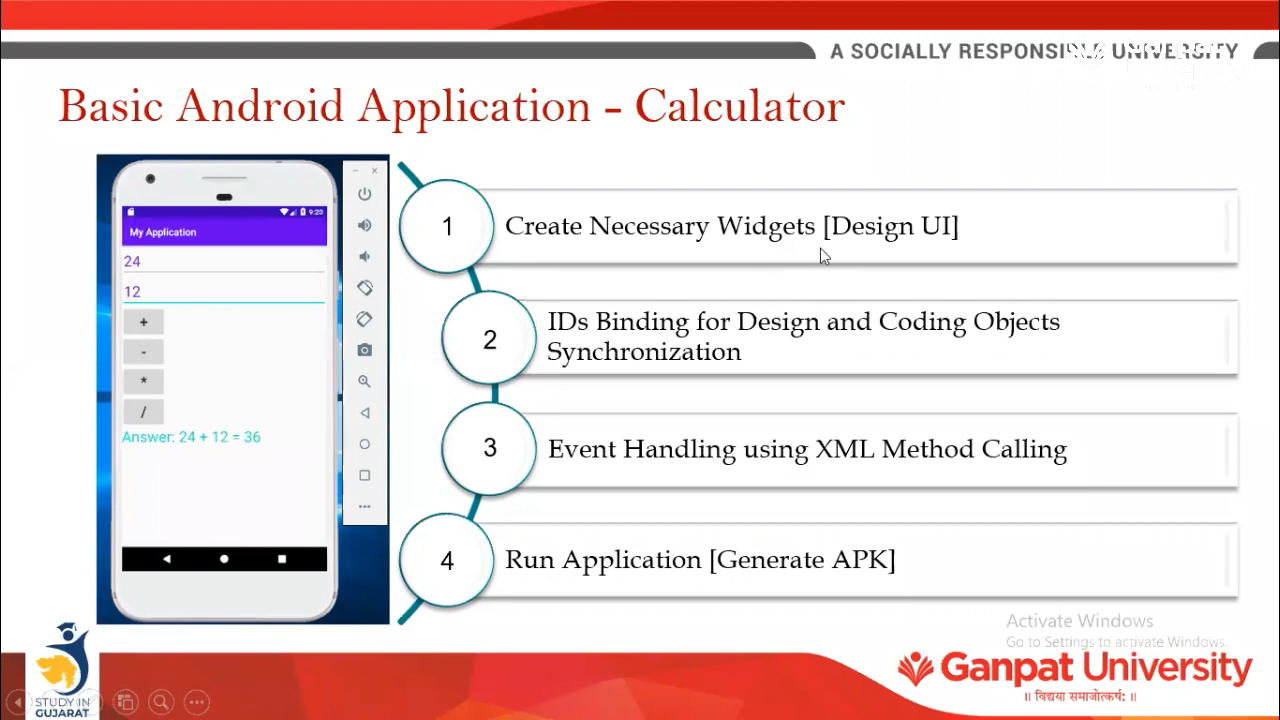 A SOCIALLY RESPONSIBLE UNIVERSITY
Basic Android Application – Calculator
9:20
My Application
24
12
+
-
*
/
Answer: 24 + 12 = 36
1
Create Necessary Widgets [Design UI]
2
IDs Binding for Design and Coding Objects
Synchronization
3
Event Handling using XML Method Calling
4
Run Application [Generate APK]
Activate Windows
Go to Settings to activate Windows.
Ganpat University
॥ विद्यया समाजोत्कर्षः ॥
STUDY IN
GUJARAT